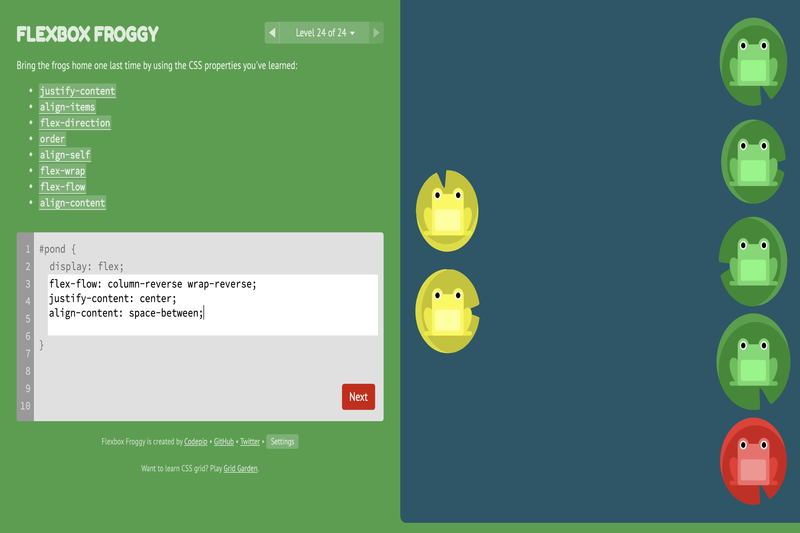 FLEXBOX FROGGY
Level 24 of 24
Bring the frogs home one last time by using the CSS properties you've learned:
• justify-content
• align-items
• flex-direction
• order
• align-self
• flex-wrap
• flex-flow
• align-content
1 #pond {
2 display: flex;
3 flex-flow: column-reverse wrap-reverse;
4 justify-content: center;
5 align-content: space-between;
6
7 }
8
9
10
Next
Flexbox Froggy is created by Codepip • GitHub • Twitter • Settings
Want to learn CSS grid? Play Grid Garden.